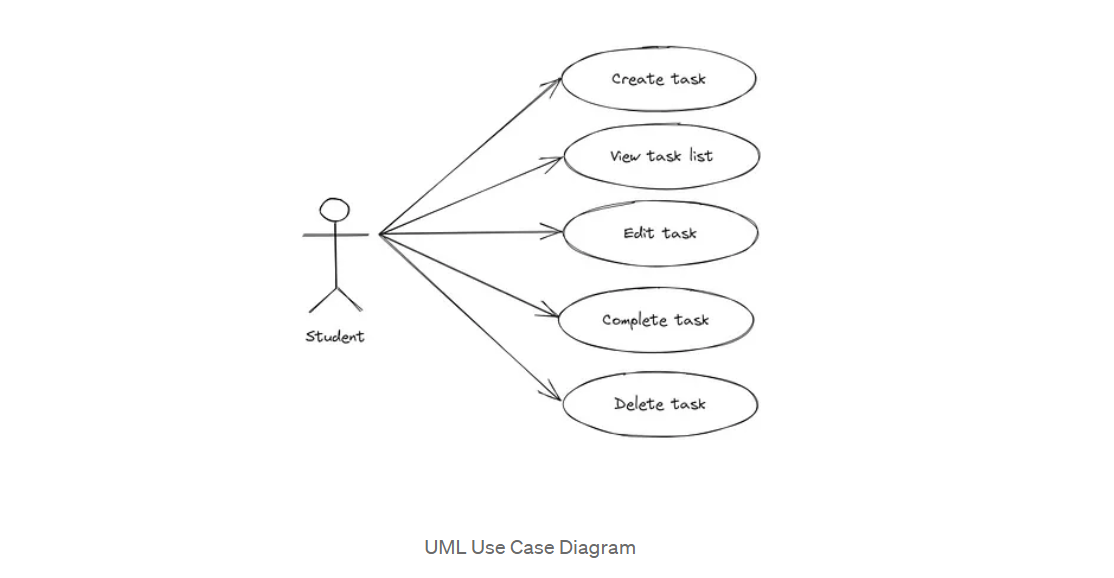 Create task
View task list
Edit task
Complete task
Student
Delete task
UML Use Case Diagram